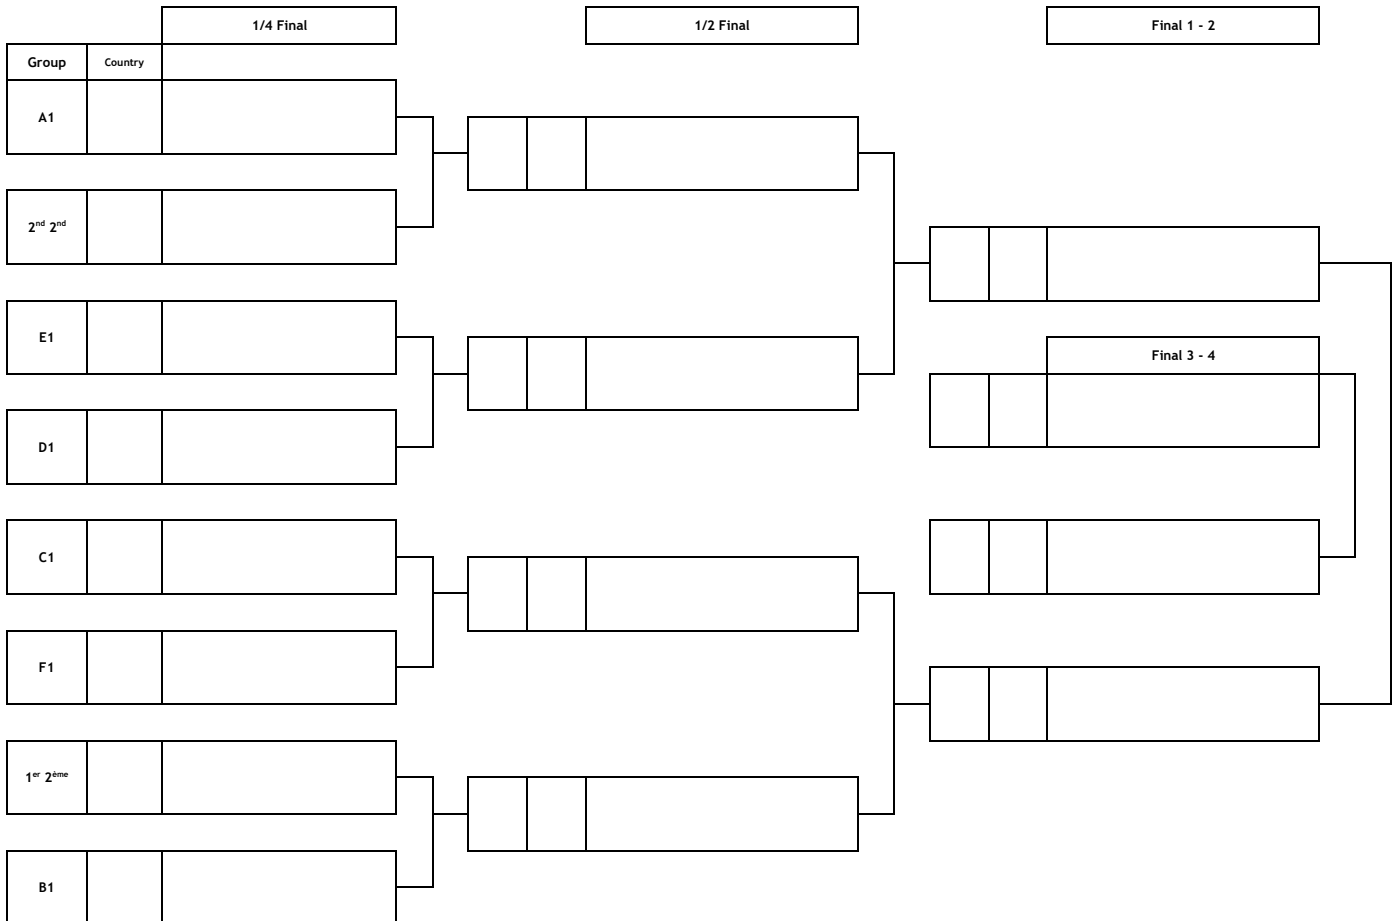 1/4 Final
1/2 Final
Final 1 - 2
Group
Country
A1
2nd 2nd
E1
Final 3 - 4
D1
C1
F1
1er 2ème
B1